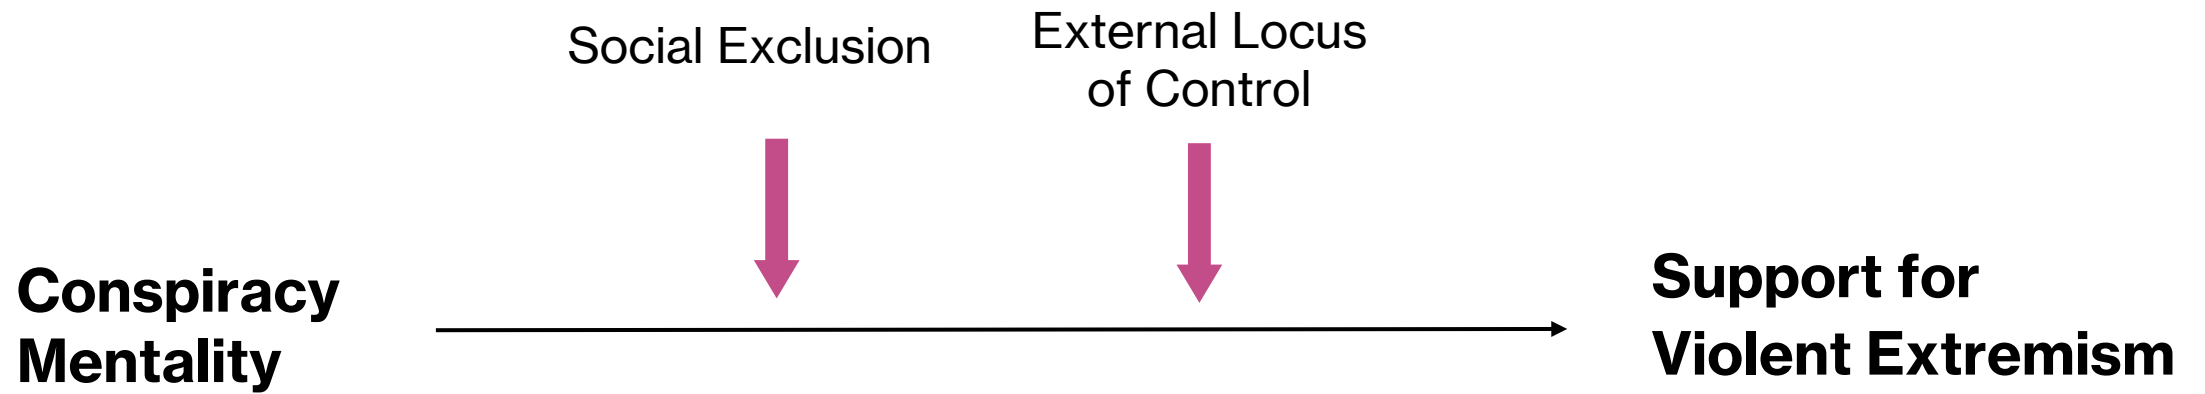 Social Exclusion
External Locus
of Control
Conspiracy
Mentality
Support for
Violent Extremism